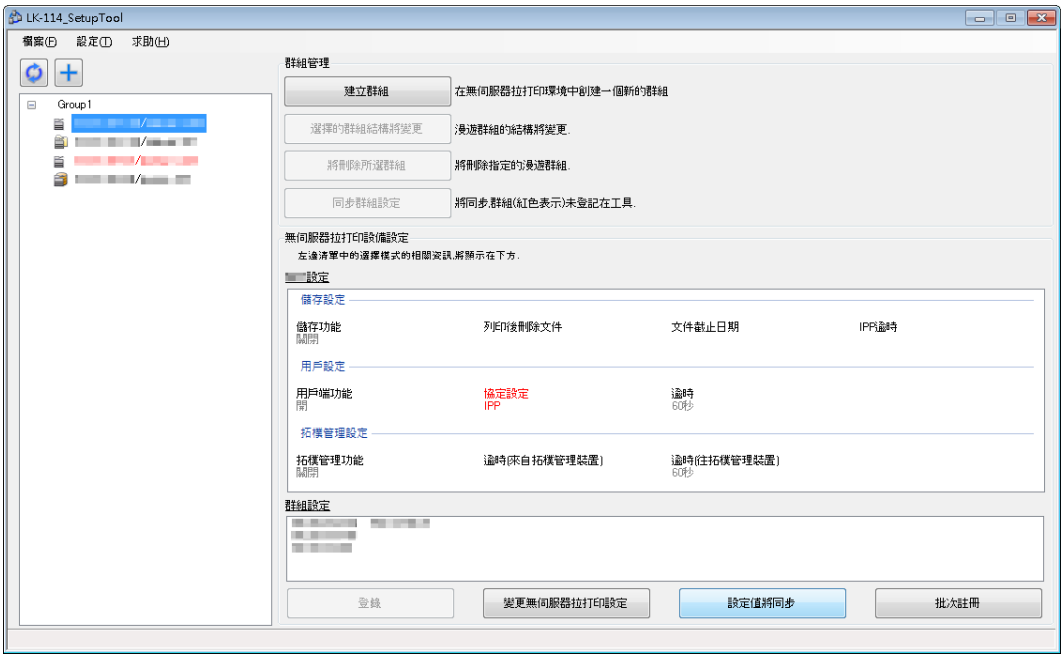 LK-114_SetupTool
檔案(F) 設定(T) 求助(H)
Group1
群組管理
建立群組 在無伺服器拉打印環境中創建一個新的群組
選擇的群組結構將變更 漫遊群組的結構將變更.
將刪除所選群組 將刪除指定的漫遊群組.
同步群組設定 將同步,群組(紅色表示)未登記在工具.
無伺服器拉打印設備設定
左邊清單中的選擇模式的相關資訊,將顯示在下方.
設定
儲存設定
儲存功能 列印後刪除文件 文件截止日期 IPP逾時
關閉
用戶設定
用戶端功能 協定設定 逾時
開 IPP 60秒
拓樸管理設定
拓樸管理功能 逾時(來自拓樸管理裝置) 逾時(往拓樸管理裝置)
關閉 60秒
群組設定
登錄 變更無伺服器拉打印設定 設定值將同步 批次註冊